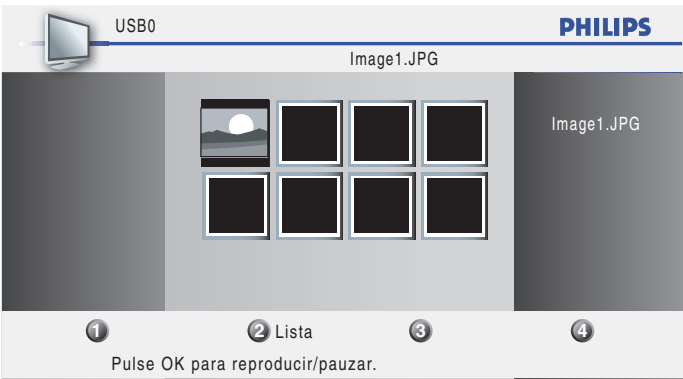 USB0
PHILIPS
Image1.JPG
Image1.JPG
1
2 Lista
3
4
Pulse OK para reproducir/pauzar.